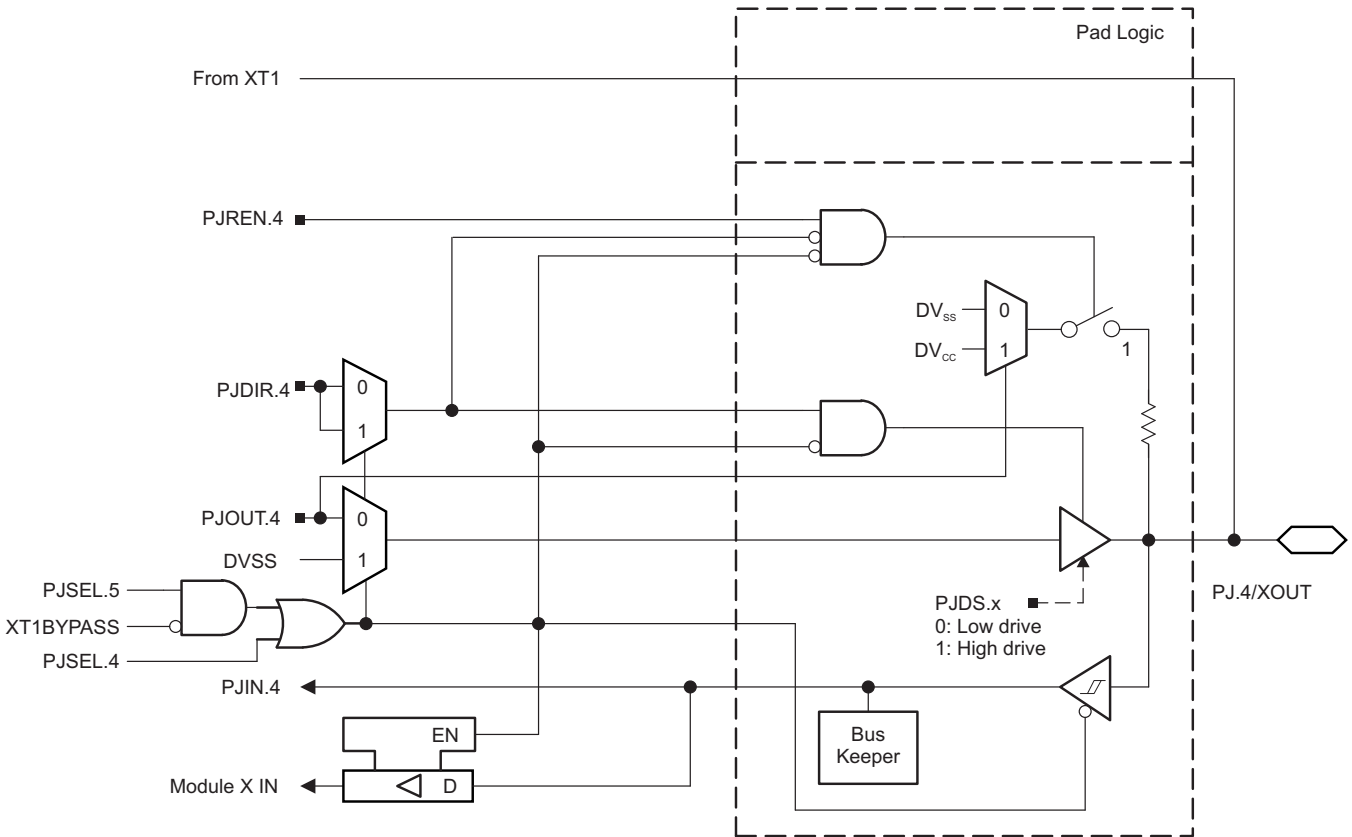 Pad Logic
From XT1
PJREN.4
DVSS
0
DVCC
1
1
PJDIR.4
0
1
PJOUT.4
0
DVSS
1
PJSEL.5
XT1BYPASS
PJSEL.4
PJDS.x
0: Low drive
1: High drive
PJ.4/XOUT
PJIN.4
Bus
Keeper
EN
Module X IN
D